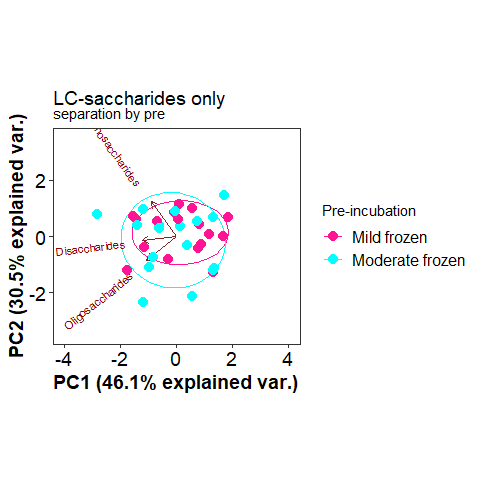 LC-saccharides only
separation by pre
PC2 (30.5% explained var.)
2
0
-2
nosaccharides
Disaccharides
Oligosaccharides
-4
-2
0
2
4
PC1 (46.1% explained var.)
Pre-incubation
Mild frozen
Moderate frozen